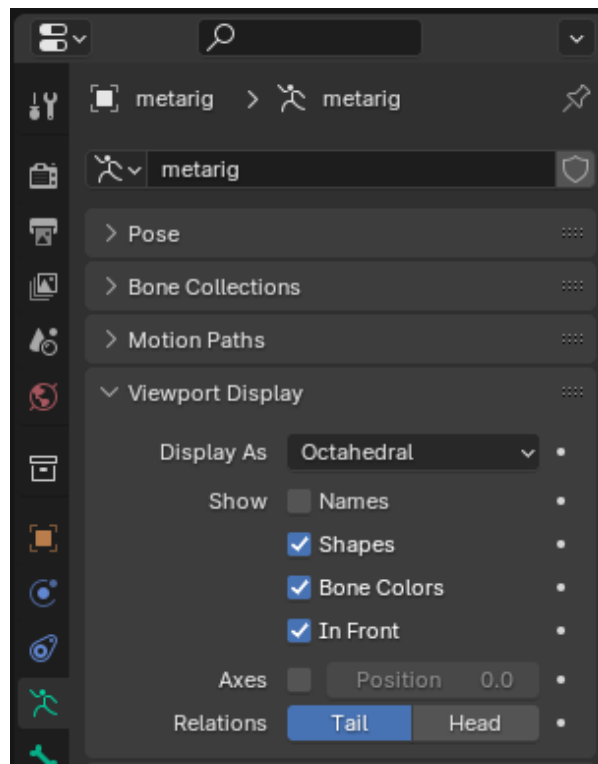 metarig > metarig
metarig
Pose
Bone Collections
Motion Paths
Viewport Display
Display As Octahedral
Show Names
Shapes
Bone Colors
In Front
Axes Position 0.0
Relations Tail Head